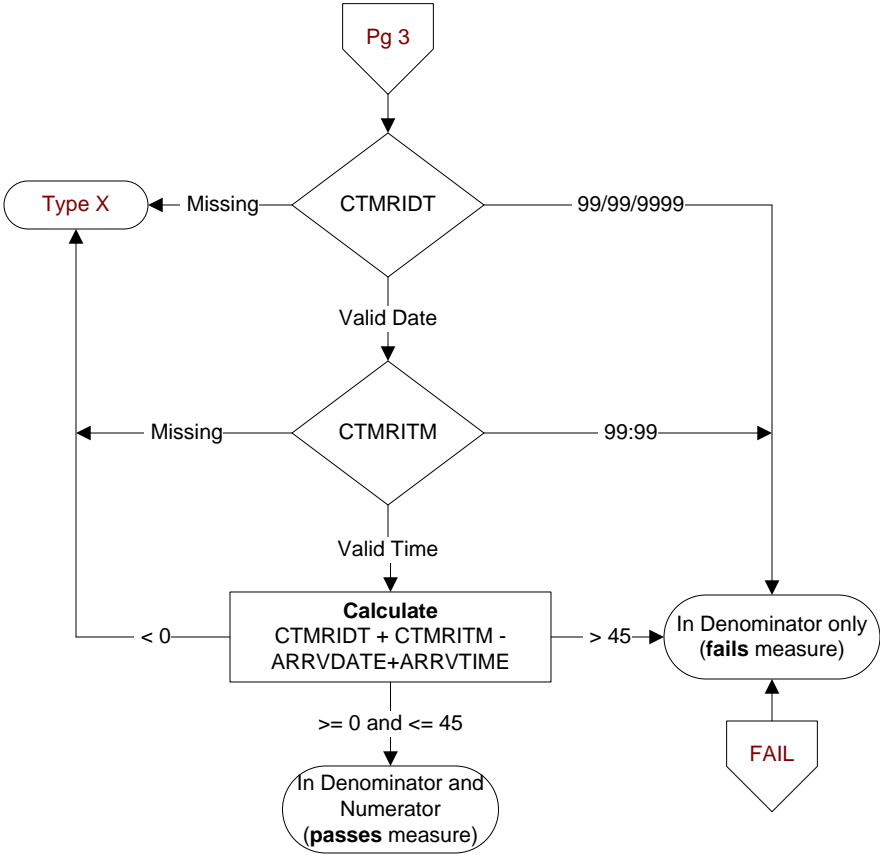 Pg 3
Type X
Missing
CTMRIDT
99/99/9999
Valid Date
Missing
CTMRITM
99:99
Valid Time
< 0
Calculate
CTMRIDT + CTMRITM -
ARRVDATE+ARRVTIME
> 45
In Denominator only
(fails measure)
>= 0 and <= 45
FAIL
In Denominator and
Numerator
(passes measure)